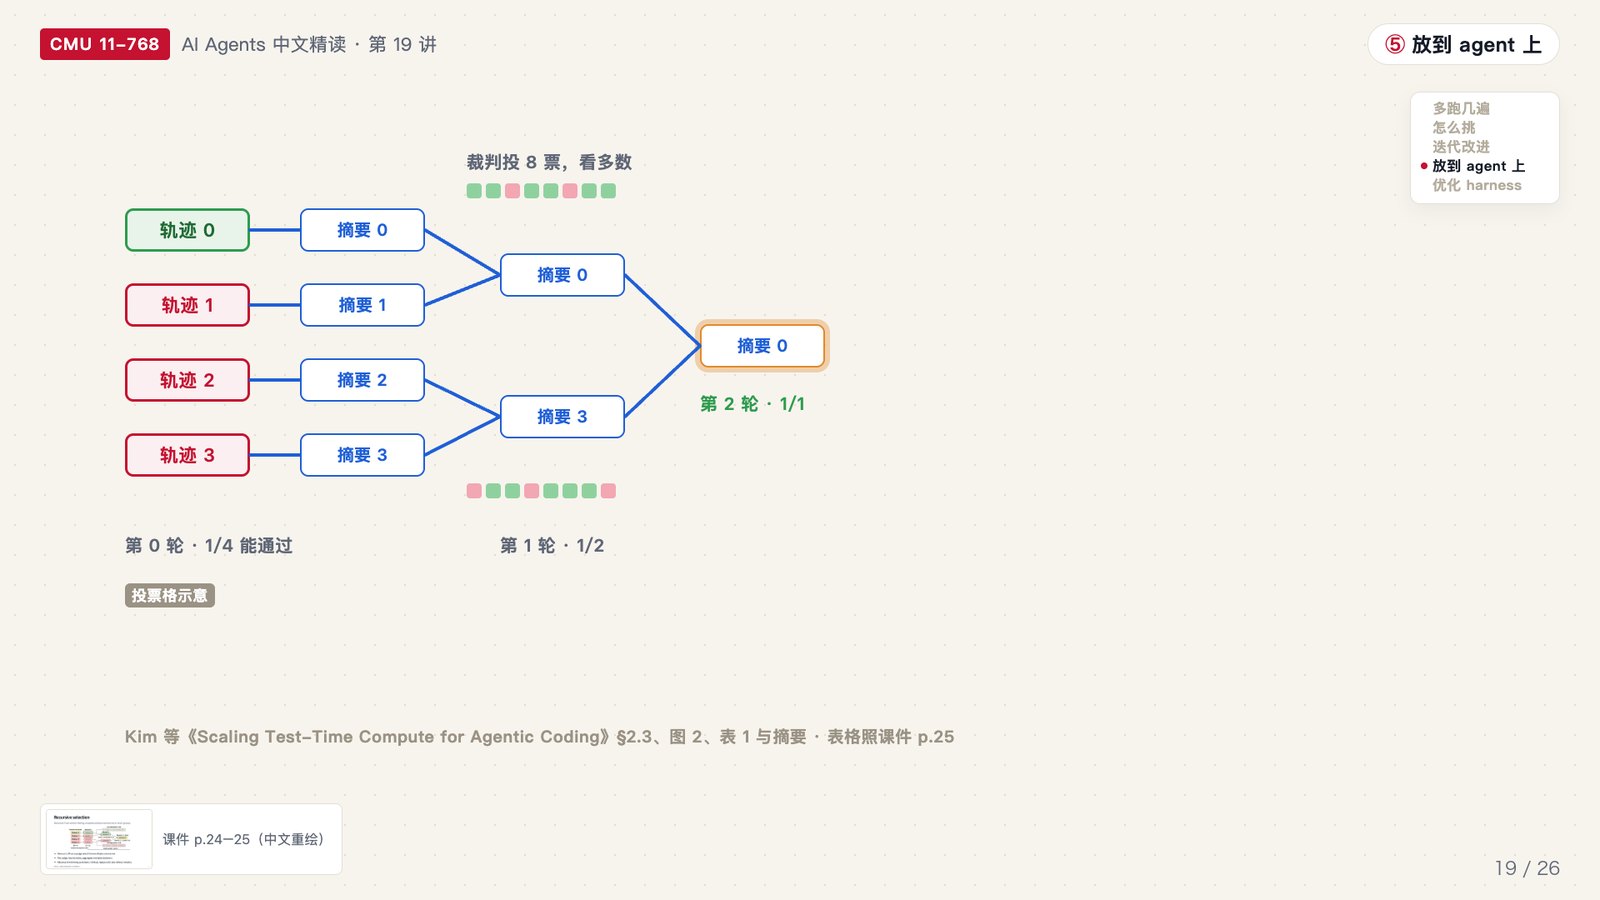 CMU 11-768 AI Agents 中文精读 · 第 19 讲
⑤ 放到 agent 上
多跑几遍
怎么挑
迭代改进
放到 agent 上
优化 harness
裁判投 8 票，看多数
轨迹 0
摘要 0
轨迹 1
摘要 1
摘要 0
轨迹 2
摘要 2
摘要 0
第 2 轮 · 1/1
轨迹 3
摘要 3
摘要 3
第 0 轮 · 1/4 能通过
第 1 轮 · 1/2
投票格示意
Kim 等《Scaling Test-Time Compute for Agentic Coding》§2.3、图 2、表 1 与摘要 · 表格照课件 p.25
Recursive selection
课件 p.24—25（中文重绘）
19 / 26